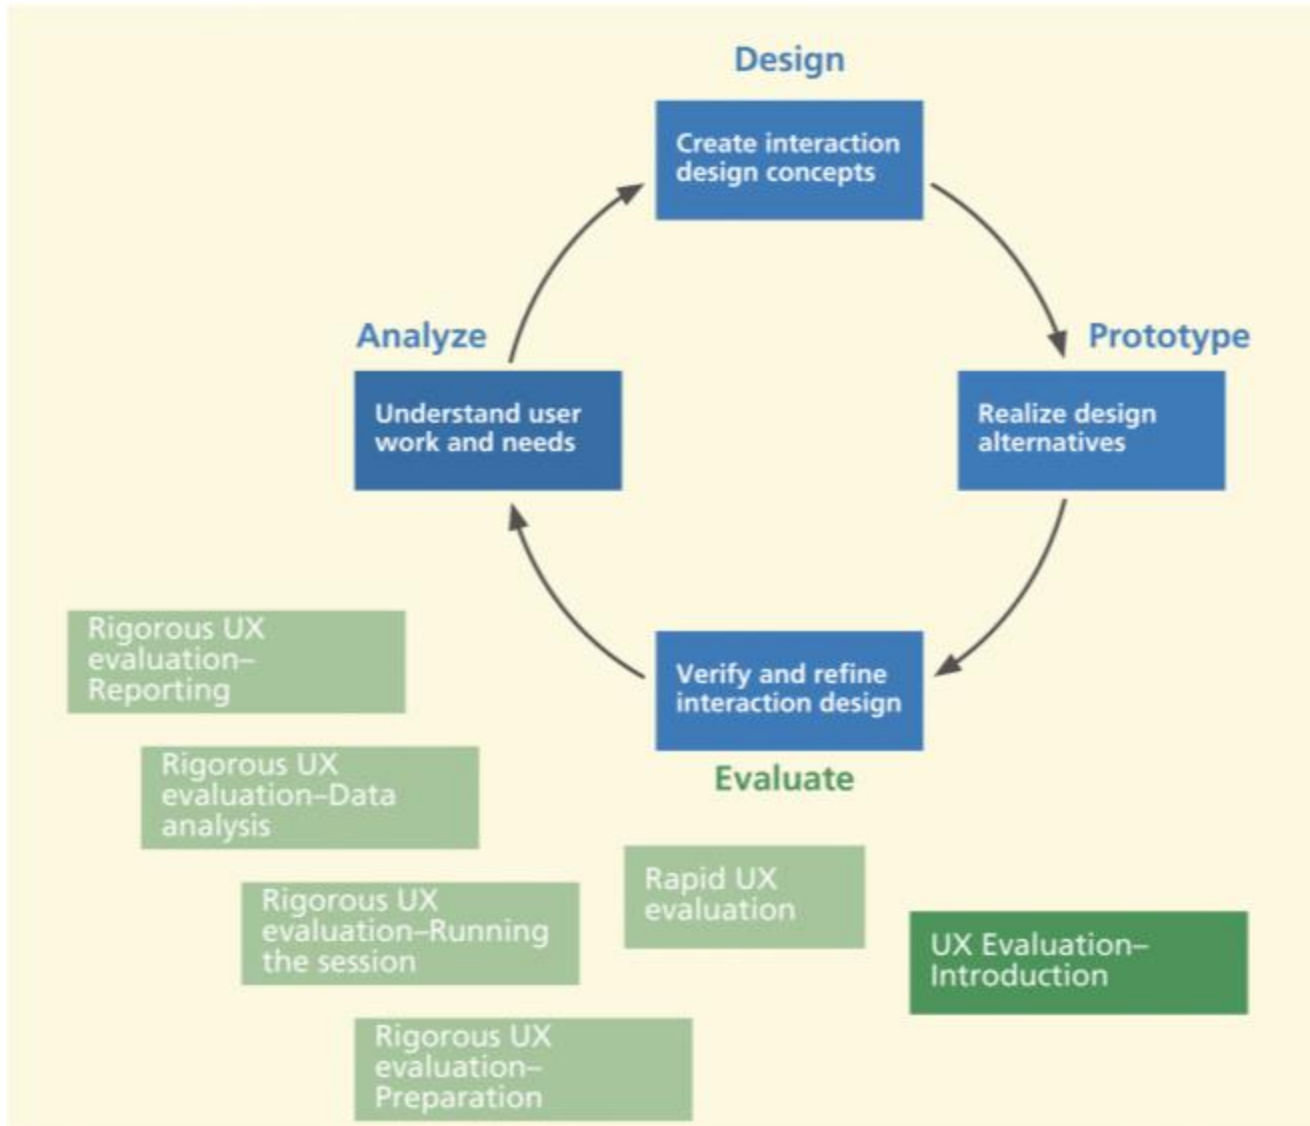 Design
Create interaction
design concepts
Analyze
Understand user
work and needs
Prototype
Realize design
alternatives
Verify and refine
interaction design
Evaluate
Rigorous UX
evaluation–
Reporting
Rigorous UX
evaluation–Data
analysis
Rigorous UX
evaluation–Running
the session
Rigorous UX
evaluation–
Preparation
Rapid UX
evaluation
UX Evaluation–
Introduction